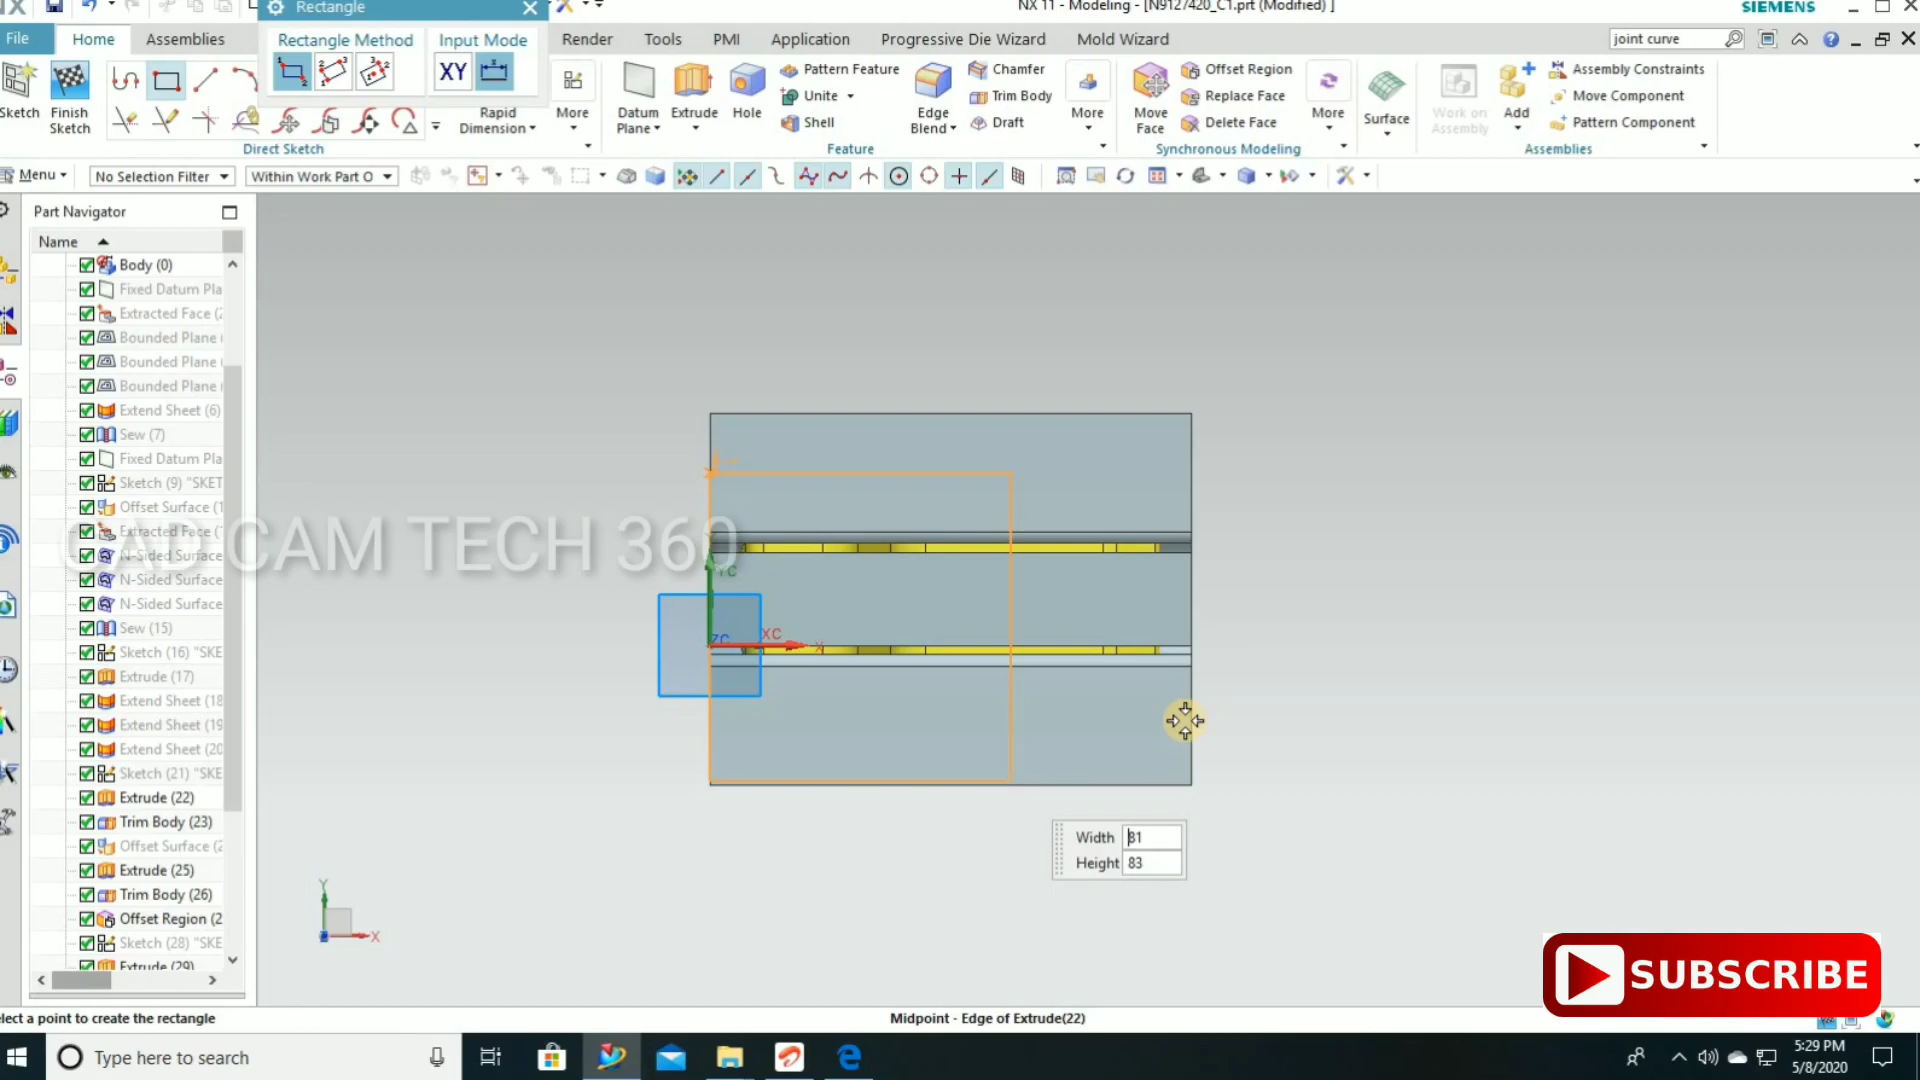 Rectangle
NX 11 - Modeling - [N9127420_C1.prt (Modified) ]
SIEMENS
File
Home
Assemblies
Rectangle Method
Input Mode
Render
Tools
PMI
Application
Progressive Die Wizard
Mold Wizard
joint curve
XY
Sketch
Finish Sketch
Direct Sketch
Rapid Dimension
More
Datum Plane
Extrude
Hole
Pattern Feature
Unite
Shell
Edge Blend
Chamfer
Trim Body
Draft
More
Feature
Move Face
Offset Region
Replace Face
Delete Face
More
Synchronous Modeling
Surface
Work on Assembly
Add
Assembly Constraints
Move Component
Pattern Component
Assemblies
Menu
No Selection Filter
Within Work Part O
Part Navigator
Name
Body (0)
Fixed Datum Pla
Extracted Face (2
Bounded Plane (
Bounded Plane (
Bounded Plane (
Extend Sheet (6)
Sew (7)
Fixed Datum Pla
Sketch (9) "SKET
Offset Surface (1
Extracted Face (
N-Sided Surface
N-Sided Surface
N-Sided Surface
Sew (15)
Sketch (16) "SKE
Extrude (17)
Extend Sheet (18
Extend Sheet (19
Extend Sheet (20
Sketch (21) "SKE
Extrude (22)
Trim Body (23)
Offset Surface (2
Extrude (25)
Trim Body (26)
Offset Region (2
Sketch (28) "SKE
Extrude (29)
CAD CAM TECH 360
YC
ZC
XC
X
Width 81
Height 83
Y
X
SUBSCRIBE
elect a point to create the rectangle
Midpoint - Edge of Extrude(22)
Type here to search
5:29 PM
5/8/2020